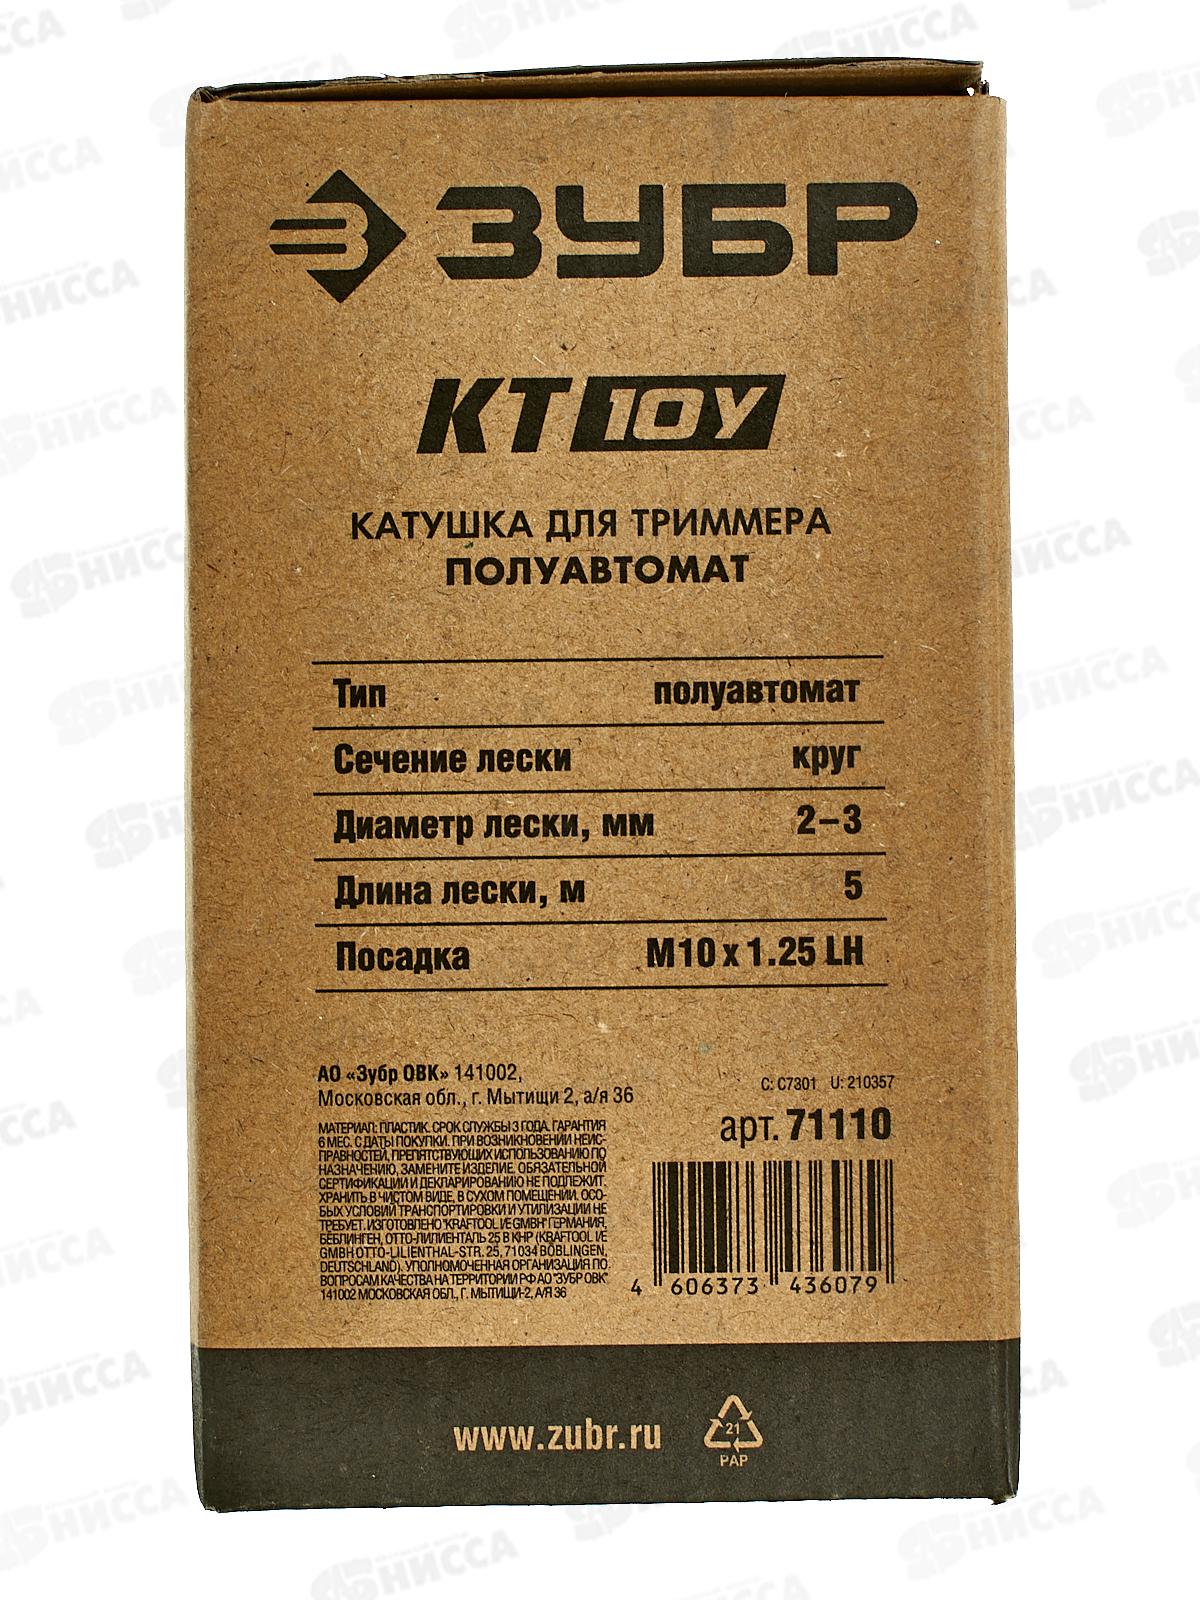 ЗУБР
КТ 10У
КАТУШКА ДЛЯ ТРИММЕРА
ПОЛУАВТОМАТ
Тип полуавтомат
Сечение лески круг
Диаметр лески, мм 2–3
Длина лески, м 5
Посадка М10 x 1.25 LH
АО «Зубр ОВК» 141002,
Московская обл., г. Мытищи 2, а/я 36
МАТЕРИАЛ: ПЛАСТИК. СРОК СЛУЖБЫ 3 ГОДА. ГАРАНТИЯ
6 МЕС. С ДАТЫ ПОКУПКИ. ПРИ ВОЗНИКНОВЕНИИ НЕИС-
ПРАВНОСТЕЙ, ПРЕПЯТСТВУЮЩИХ ИСПОЛЬЗОВАНИЮ ПО
НАЗНАЧЕНИЮ, ЗАМЕНИТЕ ИЗДЕЛИЕ. ОБЯЗАТЕЛЬНОЙ
СЕРТИФИКАЦИИ И ДЕКЛАРИРОВАНИЮ НЕ ПОДЛЕЖИТ.
ХРАНИТЬ В ЧИСТОМ ВИДЕ, В СУХОМ ПОМЕЩЕНИИ. ОСО-
БЫХ УСЛОВИЙ ТРАНСПОРТИРОВКИ И УТИЛИЗАЦИИ НЕ
ТРЕБУЕТ. ИЗГОТОВЛЕНО "KRAFTOOL I/E GMBH" ГЕРМАНИЯ,
БЁБЛИНГЕН, ОТТО-ЛИЛИЕНТАЛЬ 25 В КНР (KRAFTOOL I/E
GMBH OTTO-LILIENTHAL-STR. 25, 71034 BÖBLINGEN,
DEUTSCHLAND). УПОЛНОМОЧЕННАЯ ОРГАНИЗАЦИЯ ПО
ВОПРОСАМ КАЧЕСТВА НА ТЕРРИТОРИИ РФ АО "ЗУБР ОВК"
141002 МОСКОВСКАЯ ОБЛ., Г. МЫТИЩИ-2, А/Я 36
C: C7301 U: 210357
арт. 71110
4 606373 436079
www.zubr.ru
21
PAP